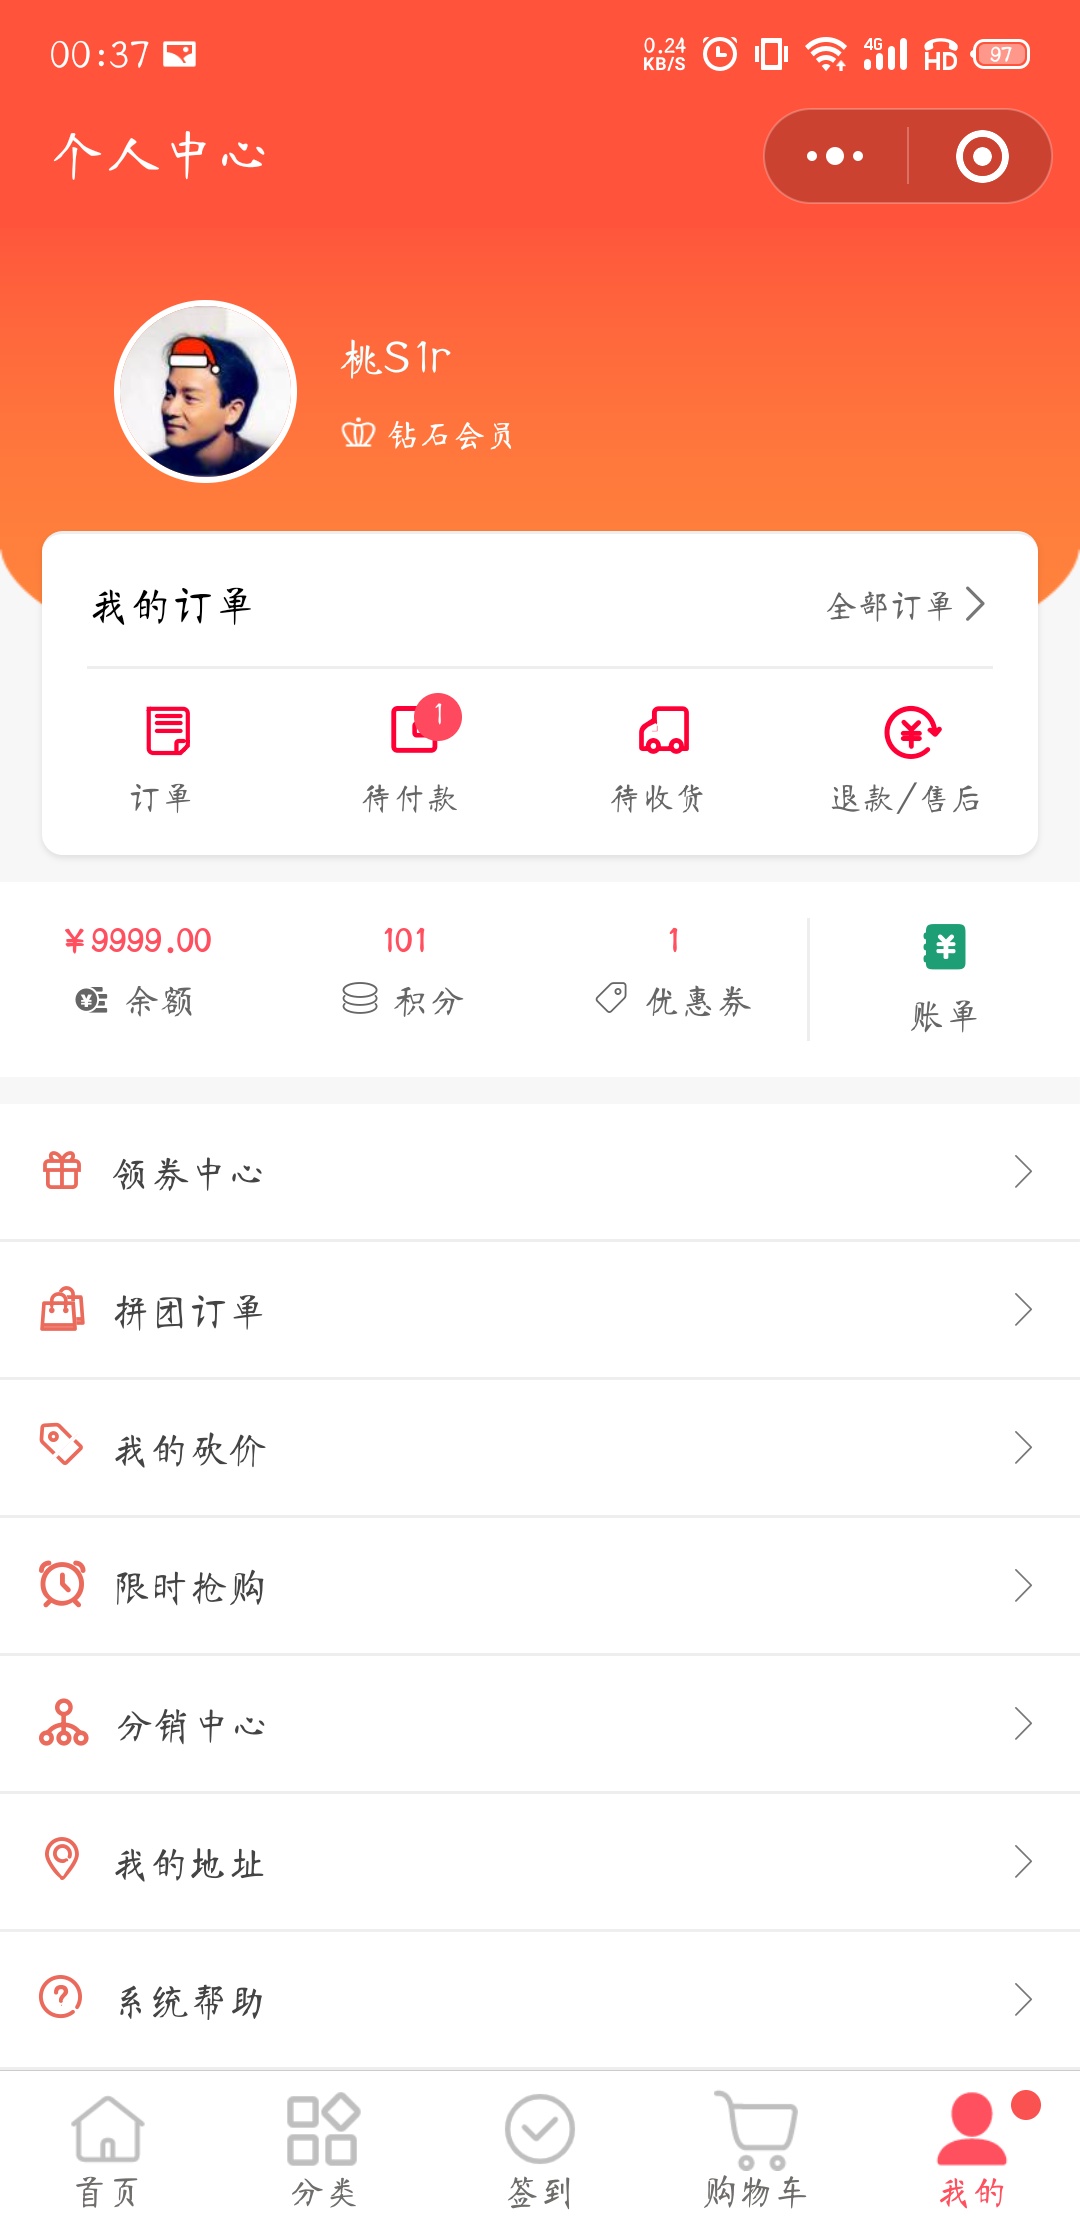 00:37 0.24 KB/S 4G HD 97
个人中心
桃S1r
钻石会员
我的订单 全部订单
1
订单 待付款 待收货 退款/售后
¥9999.00 101 1
余额 积分 优惠券 账单
领券中心
拼团订单
我的砍价
限时抢购
分销中心
我的地址
系统帮助
首页 分类 签到 购物车 我的